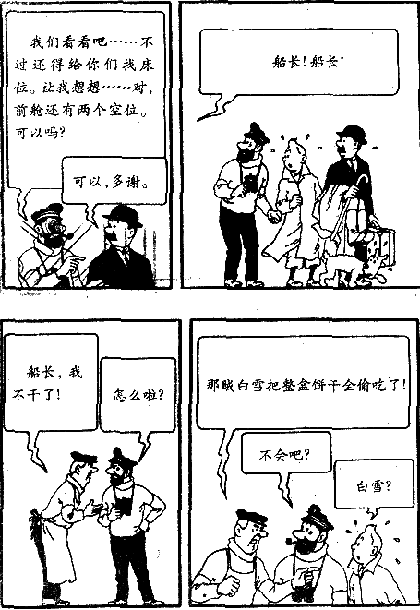 我们看看吧……不
过还得给你们找床
位。让我想想……对,
前舱还有两个空位。
可以吗?
可以,多谢。
船长!船长
船长,我
不干了!
怎么啦?
那晚白雪把整盒饼干全偷吃了!
不会吧?
白雪?